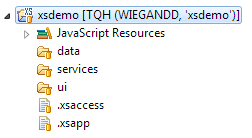 xsdemo [TQH (WIEGANDD, 'xsdemo')]
JavaScript Resources
data
services
ui
.xsaccess
.xsapp